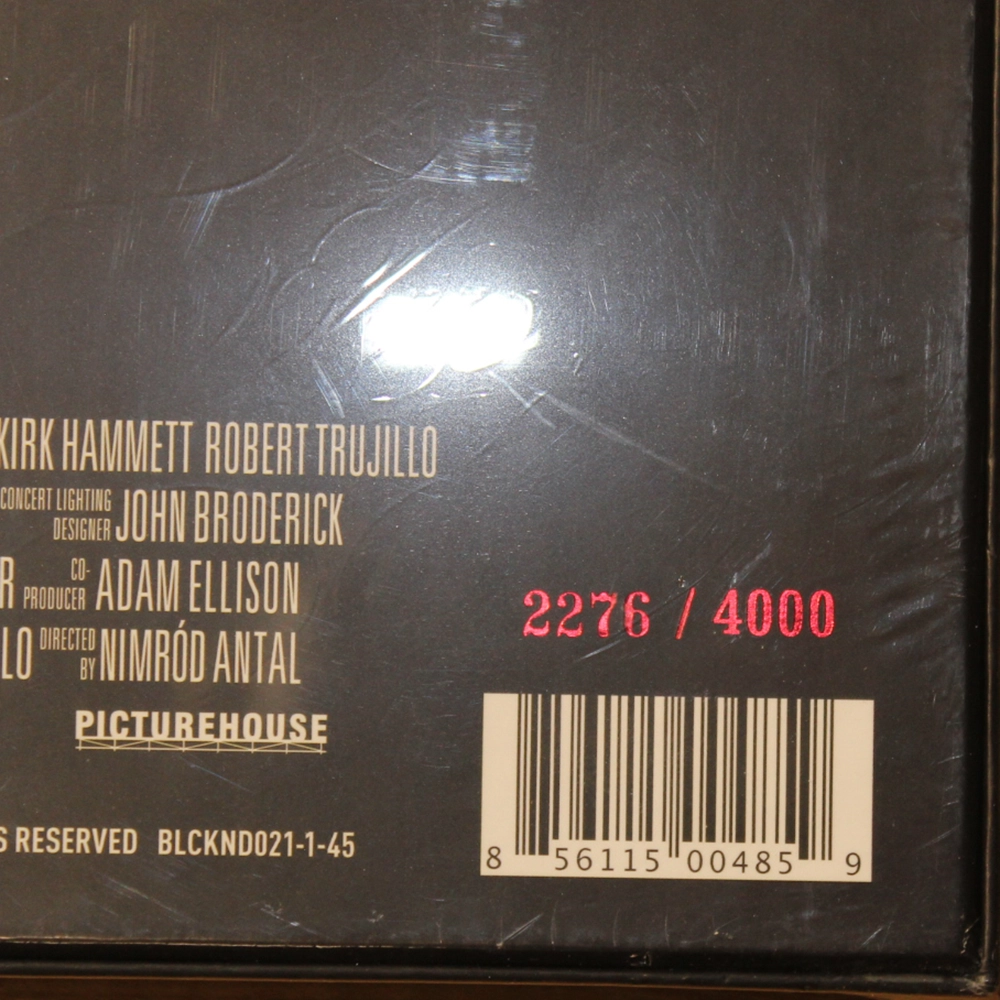 KIRK HAMMETT ROBERT TRUJILLO
CONCERT LIGHTING DESIGNER JOHN BRODERICK
R CO-PRODUCER ADAM ELLISON
LO DIRECTED BY NIMRÓD ANTAL
PICTUREHOUSE
S RESERVED BLCKND021-1-45
2276 / 4000
8 56115 00485 9